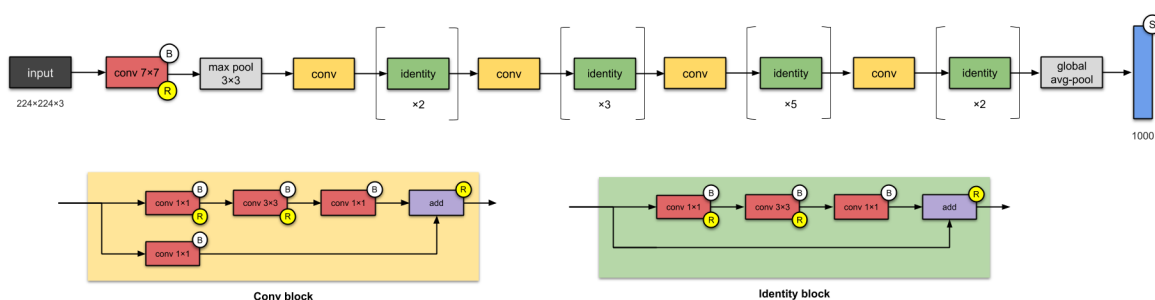 B
S
input
conv 7×7
max pool
3×3
conv
identity
conv
identity
conv
identity
conv
identity
global
avg-pool
R
224×224×3
×2
×3
×5
×2
1000
B
B
B
R
conv 1×1
conv 3×3
conv 1×1
add
R
R
B
conv 1×1
Conv block
B
B
B
R
conv 1×1
conv 3×3
conv 1×1
add
R
R
Identity block